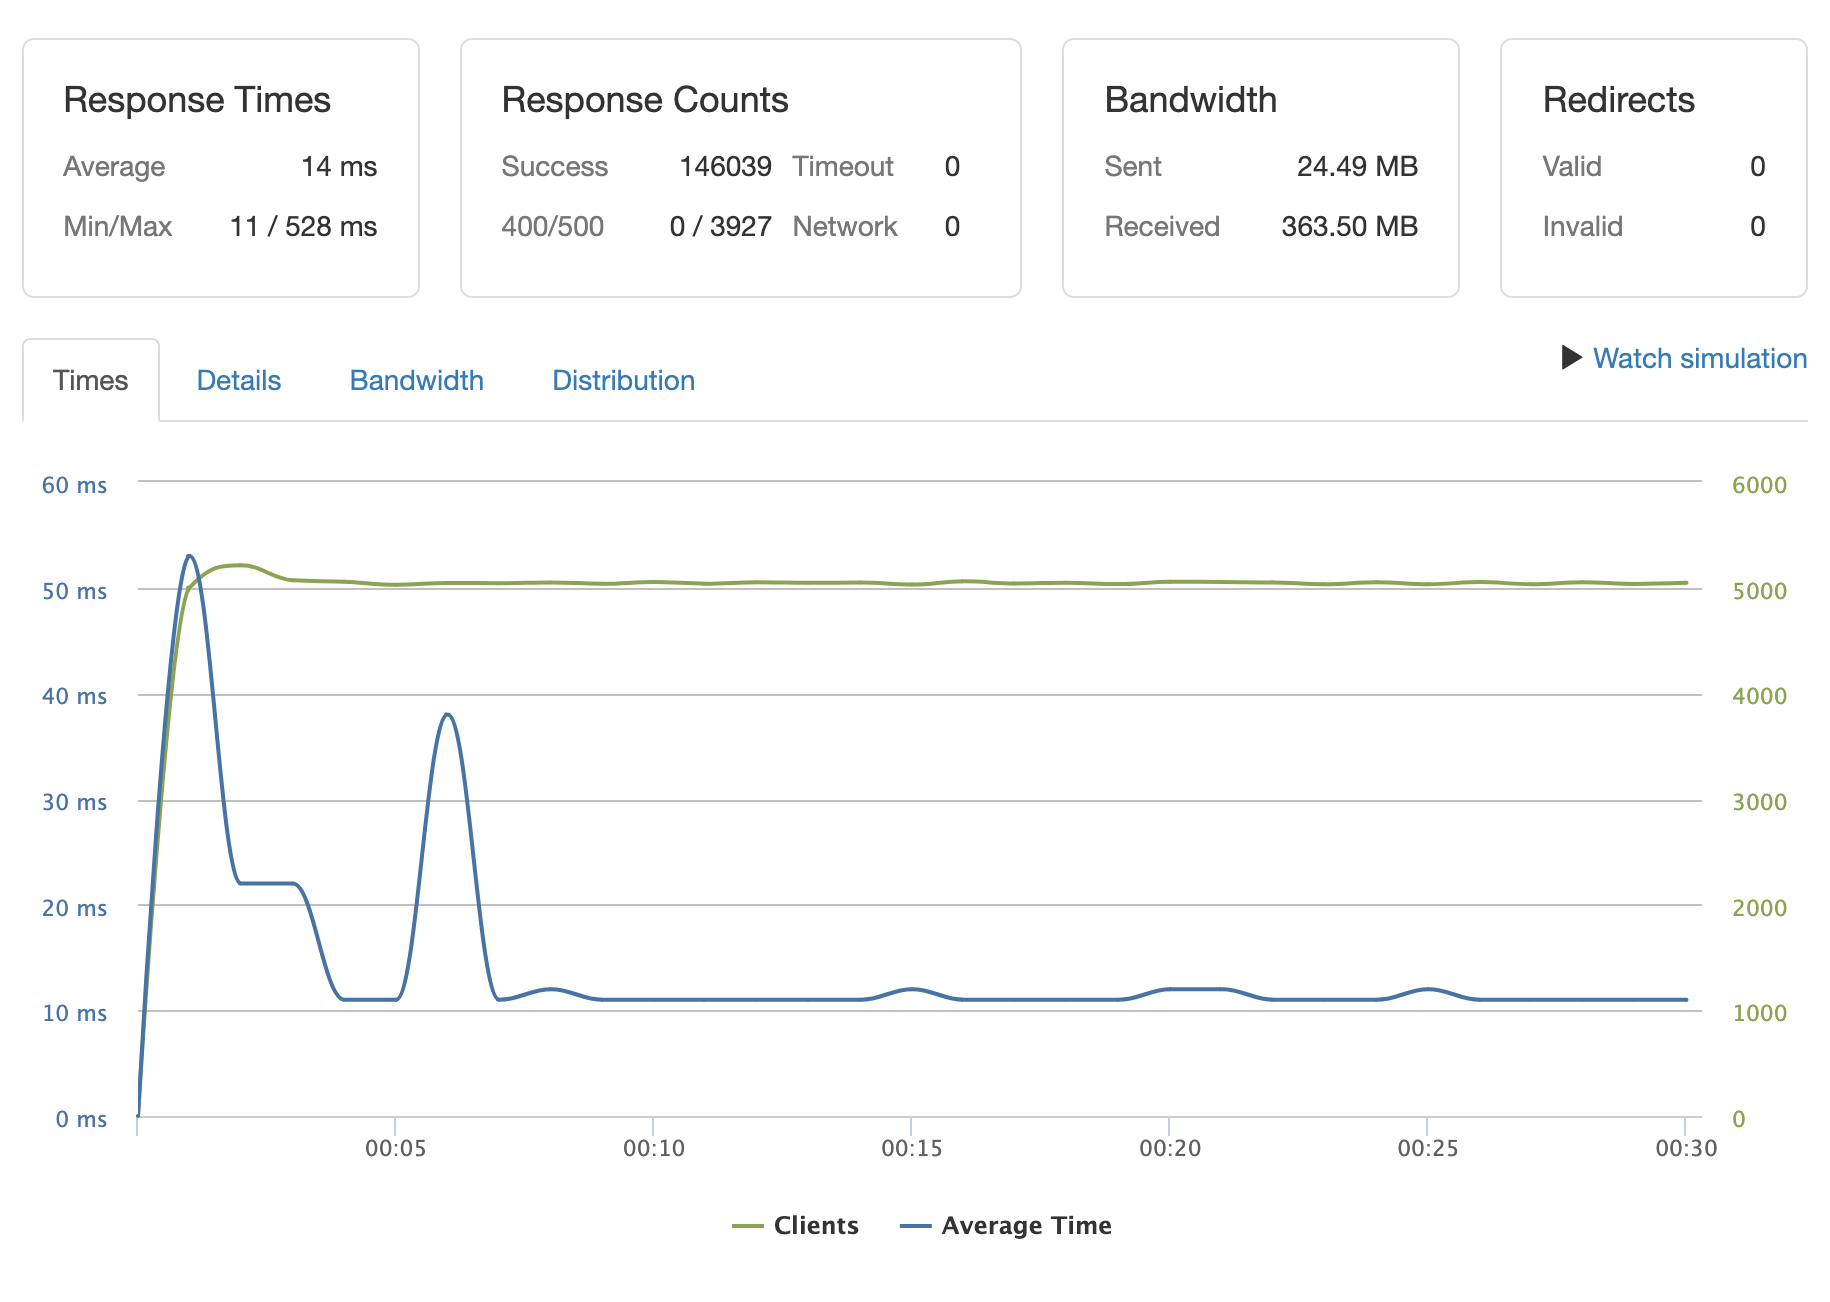 Response Times
Average 14 ms
Min/Max 11 / 528 ms
Response Counts
Success 146039 Timeout 0
400/500 0 / 3927 Network 0
Bandwidth
Sent 24.49 MB
Received 363.50 MB
Redirects
Valid 0
Invalid 0
Times Details Bandwidth Distribution
Watch simulation
60 ms 6000
50 ms 5000
40 ms 4000
30 ms 3000
20 ms 2000
10 ms 1000
0 ms 0
00:05 00:10 00:15 00:20 00:25 00:30
Clients Average Time